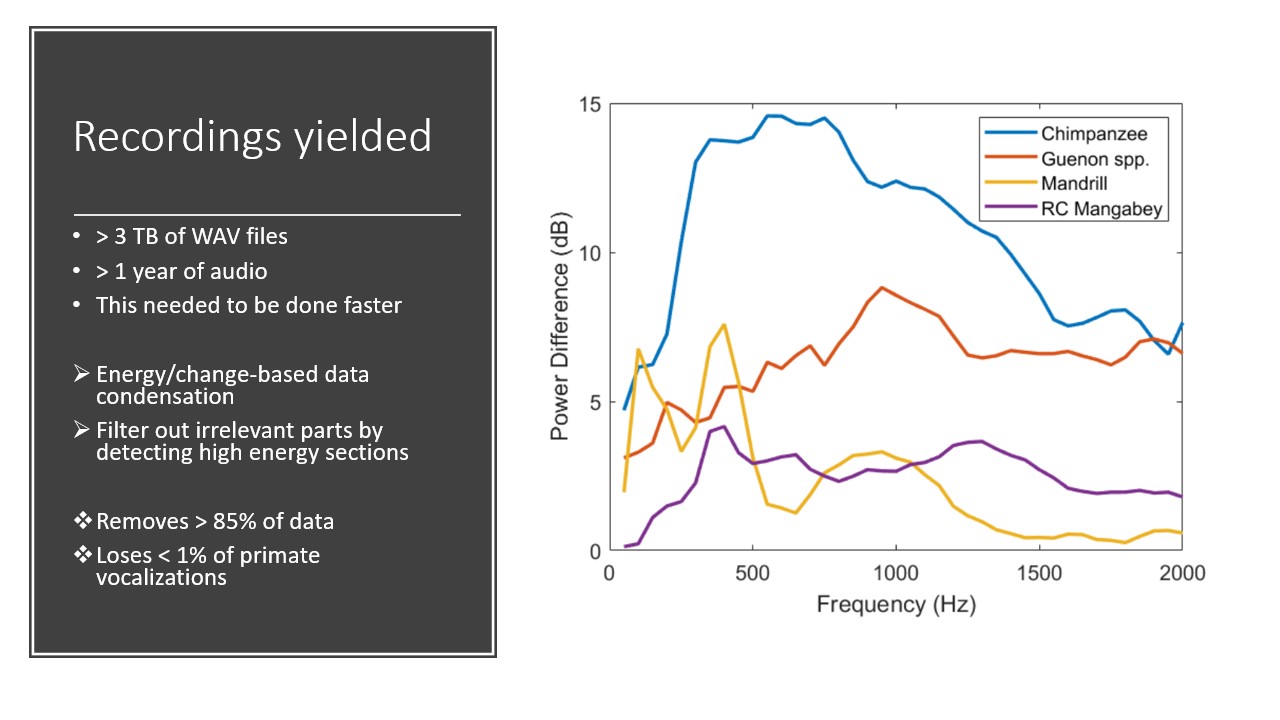 Recordings yielded
• > 3 TB of WAV files
• > 1 year of audio
• This needed to be done faster
➢ Energy/change-based data
condensation
➢ Filter out irrelevant parts by
detecting high energy sections
❖ Removes > 85% of data
❖ Loses < 1% of primate
vocalizations
15
10
5
0
Power Difference (dB)
Chimpanzee
Guenon spp.
Mandrill
RC Mangabey
0 500 1000 1500 2000
Frequency (Hz)